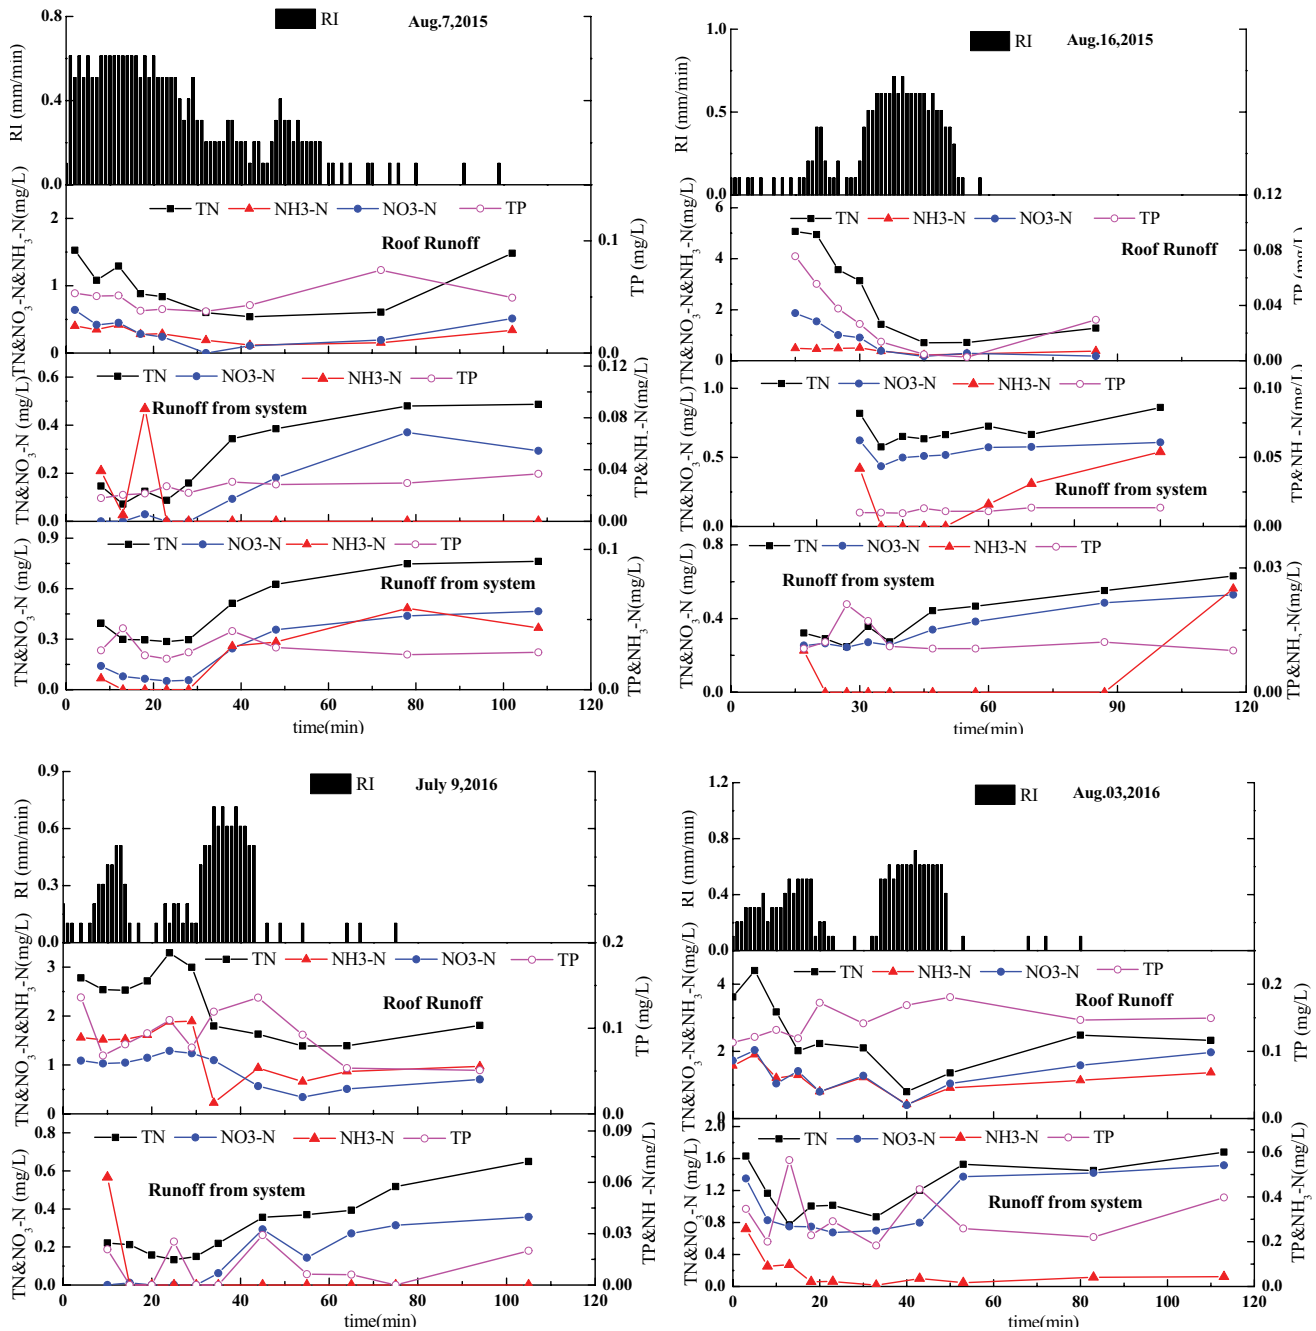 RI Aug.7,2015
0.8
0.4
0.0
RI (mm/min)
TN NH3-N NO3-N TP
Roof Runoff
2
1
0
0.1
0.0
TN&NO3-N&NH3-N(mg/L)
TP (mg/L)
TN NO3-N NH3-N TP
Runoff from system
0.6
0.4
0.2
0.0
0.12
0.08
0.04
0.00
TN&NO3-N (mg/L)
TN NO3-N NH3-N TP
Runoff from system
0.9
0.6
0.3
0.0
0.1
0.0
TN&NO3-N (mg/L)
TP&NH3-N(mg/L)
0 20 40 60 80 100 120
time(min)
RI Aug.16,2015
1.0
0.5
0.0
RI (mm/min)
TN NH3-N NO3-N TP
Roof Runoff
6
4
2
0
0.12
0.08
0.04
0.00
TN&NO3-N&NH3-N(mg/L)
TP (mg/L)
TN NO3-N NH3-N TP
Runoff from system
1.0
0.5
0.0
0.10
0.05
0.00
TN&NO3-N (mg/L)
TN NO3-N NH3-N TP
Runoff from system
0.8
0.4
0.0
0.03
0.00
TN&NO3-N (mg/L)
0 30 60 90 120
time(min)
RI July 9,2016
0.9
0.6
0.3
0.0
RI (mm/min)
TN NH3-N NO3-N TP
Roof Runoff
3
2
1
0
0.2
0.1
0.0
TN&NO3-N&NH3-N(mg/L)
TP (mg/L)
TN NO3-N NH3-N TP
Runoff from system
0.8
0.6
0.4
0.2
0.0
0.09
0.06
0.03
0.00
TN&NO3-N (mg/L)
TP&NH -N(mg/L)
0 20 40 60 80 100 120
time(min)
RI Aug.03,2016
1.2
0.8
0.4
0.0
RI (mm/min)
TN NH3-N NO3-N TP
Roof Runoff
4
2
0
0.2
0.1
0.0
TN&NO3-N&NH3-N(mg/L)
TP (mg/L)
TN NO3-N NH3-N TP
Runoff from system
2.0
1.6
1.2
0.8
0.4
0.0
0.6
0.4
0.2
0.0
TN&NO3-N (mg/L)
TP&NH3-N(mg/L)
0 20 40 60 80 100 120
time(min)